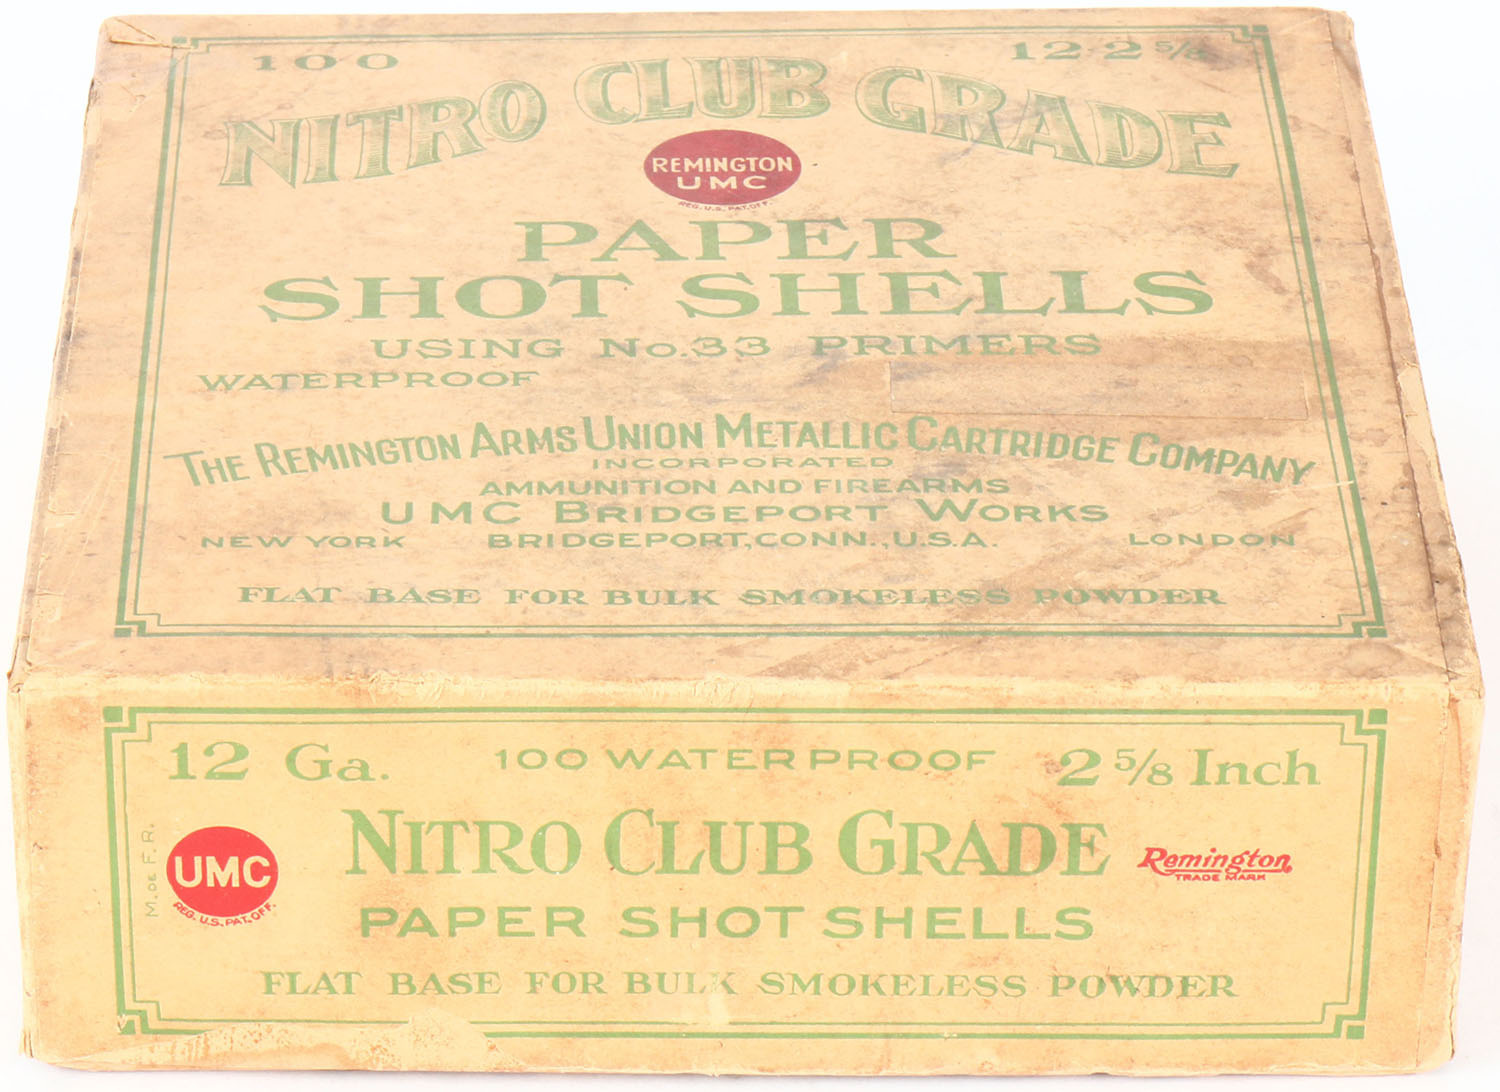 100 12-2 5/8
NITRO CLUB GRADE
REMINGTON
UMC
REG. U.S. PAT. OFF.
PAPER
SHOT SHELLS
USING No. 33 PRIMERS
WATERPROOF
THE REMINGTON ARMS UNION METALLIC CARTRIDGE COMPANY
INCORPORATED
AMMUNITION AND FIREARMS
UMC BRIDGEPORT WORKS
NEW YORK BRIDGEPORT, CONN., U.S.A. LONDON
FLAT BASE FOR BULK SMOKELESS POWDER
12 Ga. 100 WATERPROOF 2 5/8 Inch
NITRO CLUB GRADE
M. DE F. R.
UMC
REG. U.S. PAT. OFF.
Remington,
TRADE MARK
PAPER SHOT SHELLS
FLAT BASE FOR BULK SMOKELESS POWDER